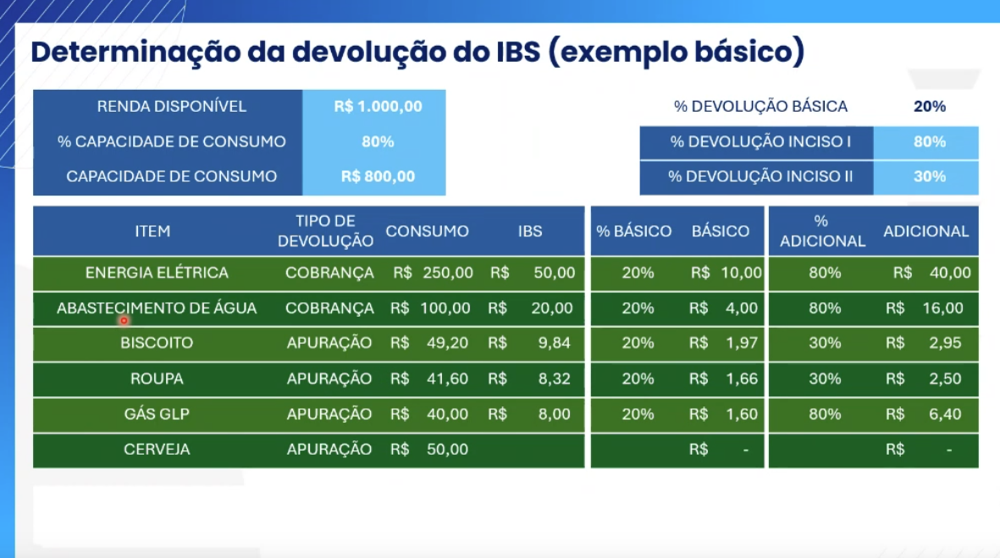 Determinação da devolução do IBS (exemplo básico)
RENDA DISPONÍVEL R$ 1.000,00
% CAPACIDADE DE CONSUMO 80%
CAPACIDADE DE CONSUMO R$ 800,00
% DEVOLUÇÃO BÁSICA 20%
% DEVOLUÇÃO INCISO I 80%
% DEVOLUÇÃO INCISO II 30%
ITEM TIPO DE DEVOLUÇÃO CONSUMO IBS % BÁSICO BÁSICO % ADICIONAL ADICIONAL
ENERGIA ELÉTRICA COBRANÇA R$ 250,00 R$ 50,00 20% R$ 10,00 80% R$ 40,00
ABASTECIMENTO DE ÁGUA COBRANÇA R$ 100,00 R$ 20,00 20% R$ 4,00 80% R$ 16,00
BISCOITO APURAÇÃO R$ 49,20 R$ 9,84 20% R$ 1,97 30% R$ 2,95
ROUPA APURAÇÃO R$ 41,60 R$ 8,32 20% R$ 1,66 30% R$ 2,50
GÁS GLP APURAÇÃO R$ 40,00 R$ 8,00 20% R$ 1,60 80% R$ 6,40
CERVEJA APURAÇÃO R$ 50,00 R$ - R$ -